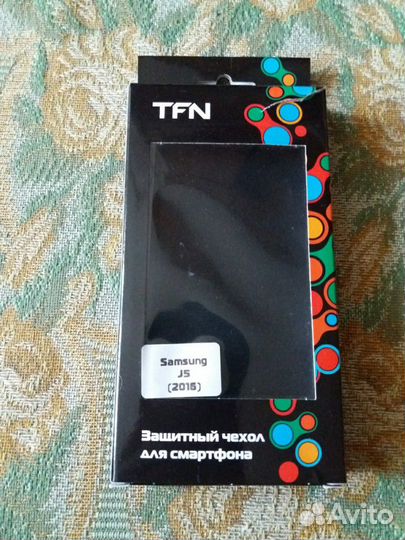 TFN
Samsung
J5
(2016)
Защитный чехол
для смартфона
Avito